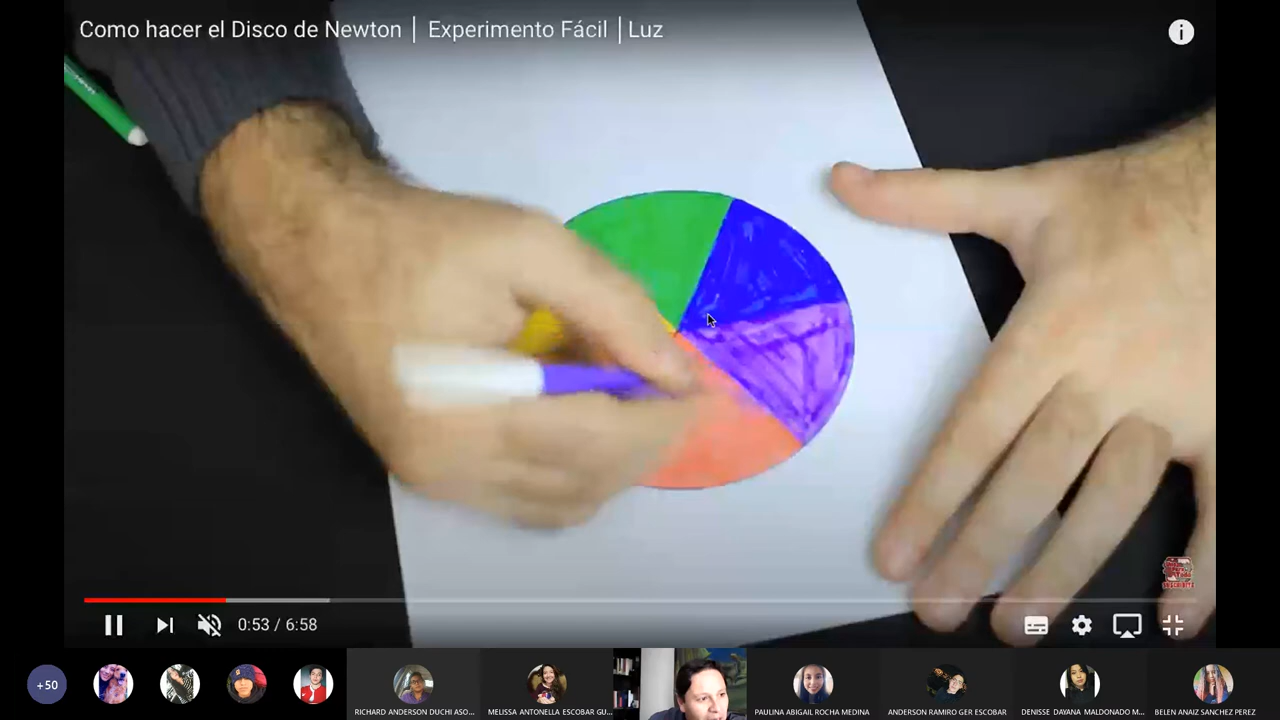 Como hacer el Disco de Newton │ Experimento Fácil │Luz
0:53 / 6:58
+50
RICHARD ANDERSON DUCHI ASO...
MELISSA ANTONELLA ESCOBAR GU...
PAULINA ABIGAIL ROCHA MEDINA
ANDERSON RAMIRO GER ESCOBAR
DENISSE DAYANA MALDONADO M...
BELEN ANAIZ SANCHEZ PEREZ